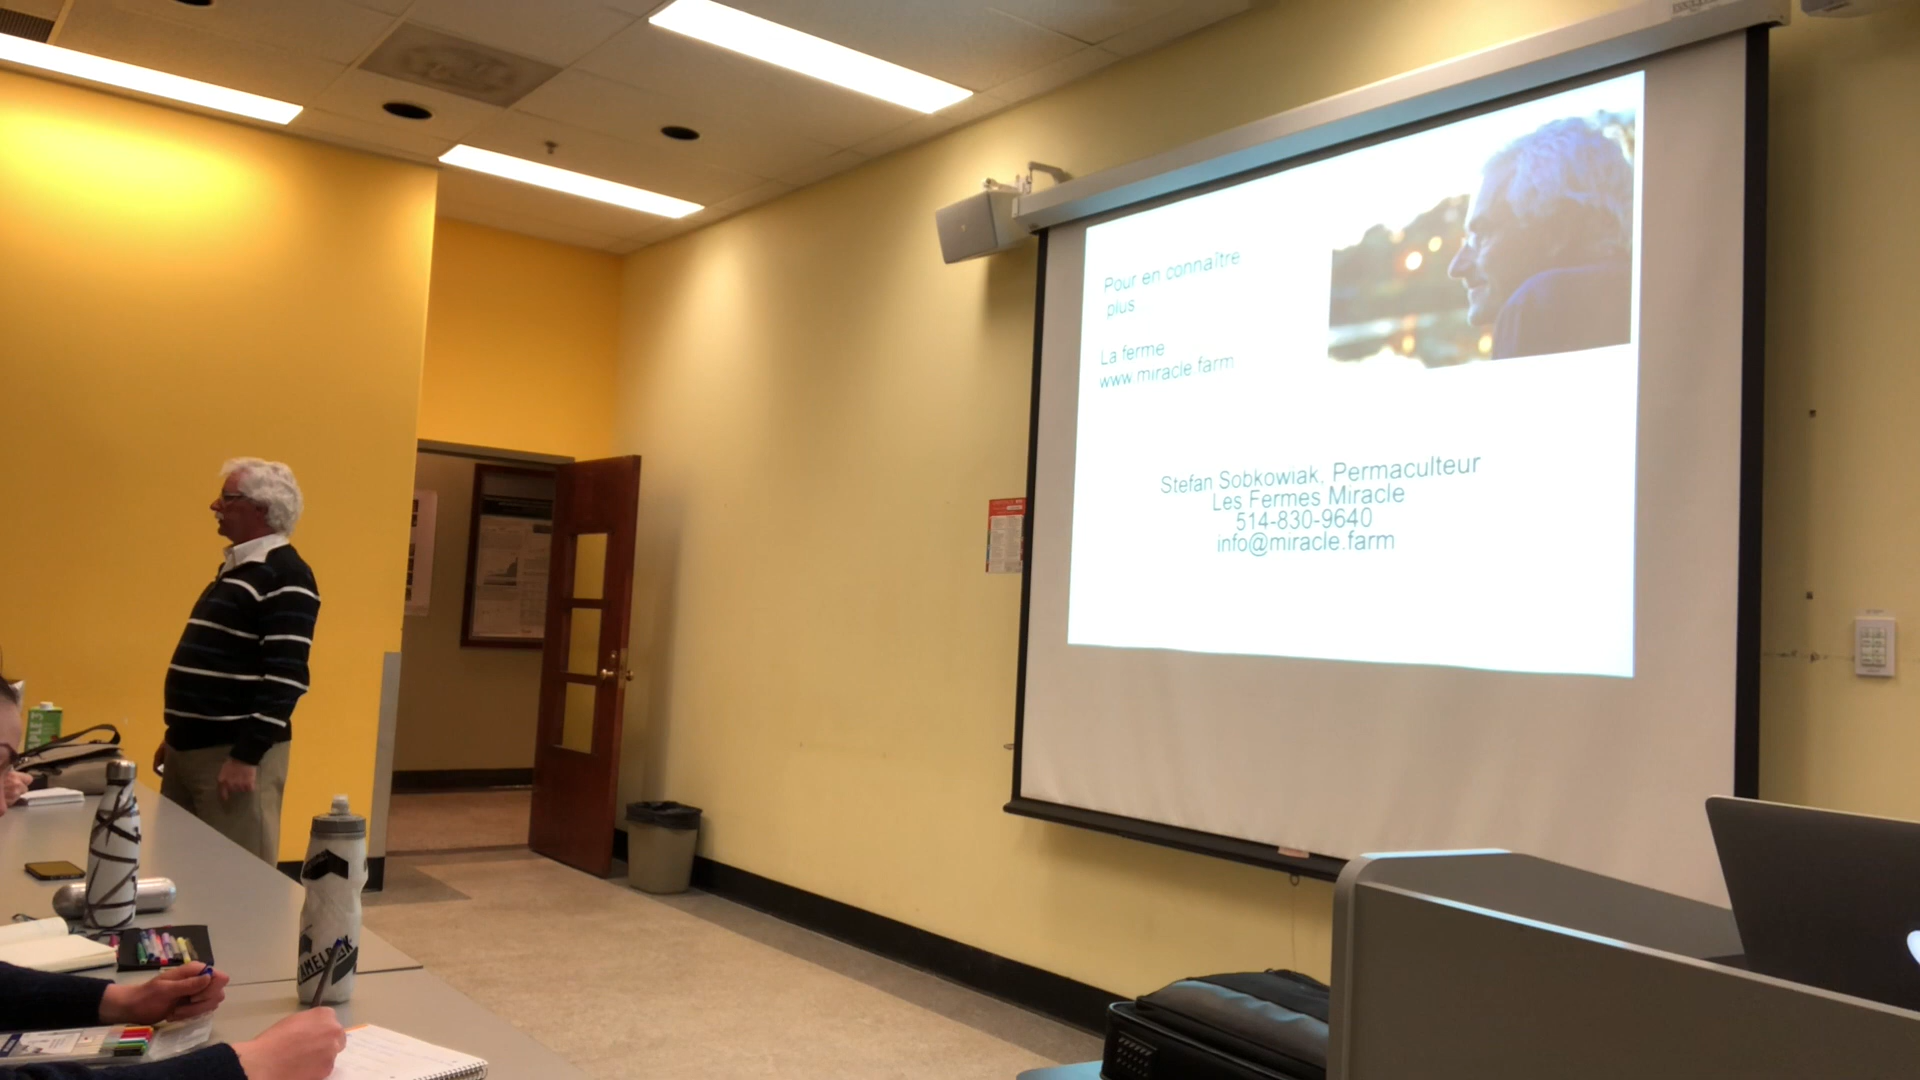 Pour en connaître
plus
La ferme
www.miracle.farm
Stefan Sobkowiak, Permaculteur
Les Fermes Miracle
514-830-9640
info@miracle.farm